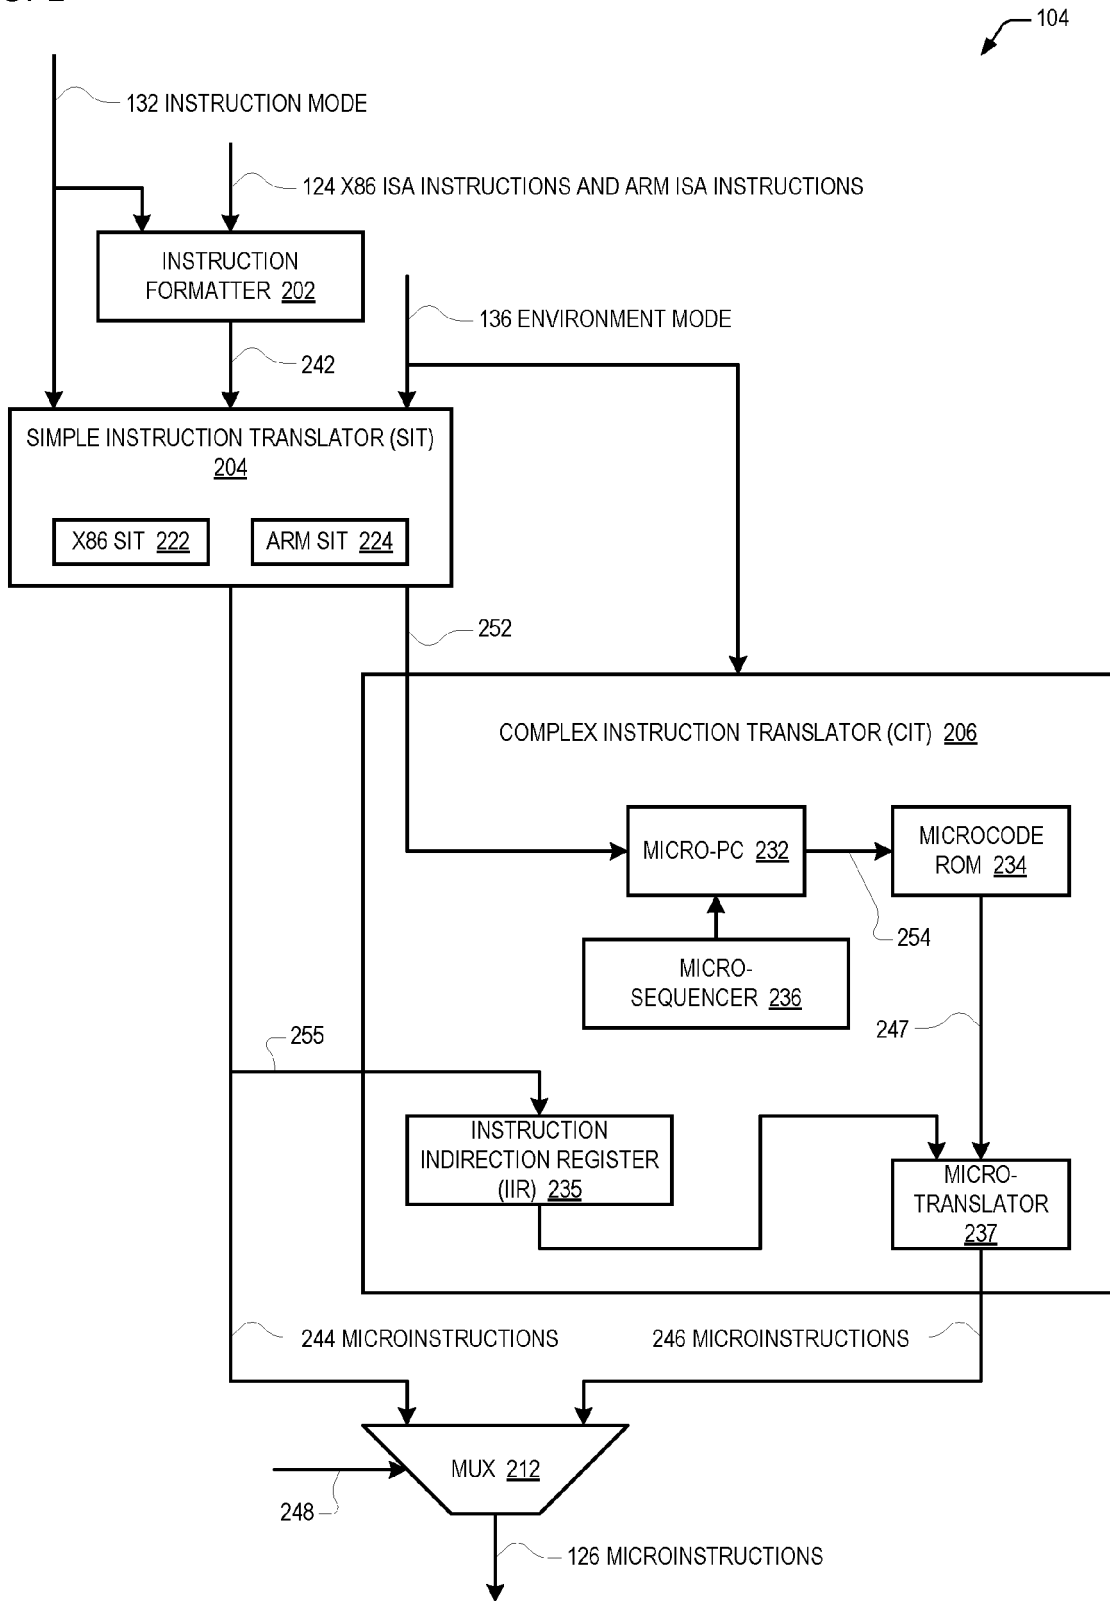 104
132 INSTRUCTION MODE
124 X86 ISA INSTRUCTIONS AND ARM ISA INSTRUCTIONS
INSTRUCTION
FORMATTER 202
136 ENVIRONMENT MODE
242
SIMPLE INSTRUCTION TRANSLATOR (SIT)
204
X86 SIT 222
ARM SIT 224
252
COMPLEX INSTRUCTION TRANSLATOR (CIT) 206
MICRO-PC 232
MICROCODE
ROM 234
254
MICRO-
SEQUENCER 236
247
255
INSTRUCTION
INDIRECTION REGISTER
(IIR) 235
MICRO-
TRANSLATOR
237
244 MICROINSTRUCTIONS
246 MICROINSTRUCTIONS
MUX 212
248
126 MICROINSTRUCTIONS